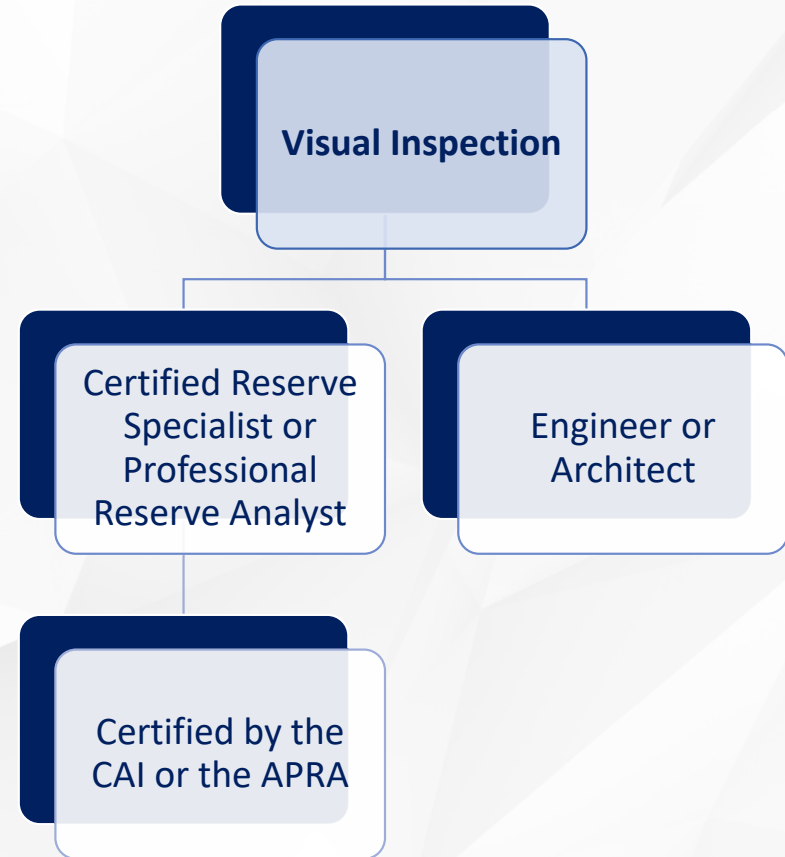 Visual Inspection
Certified Reserve
Specialist or
Professional
Reserve Analyst
Engineer or
Architect
Certified by the
CAI or the APRA